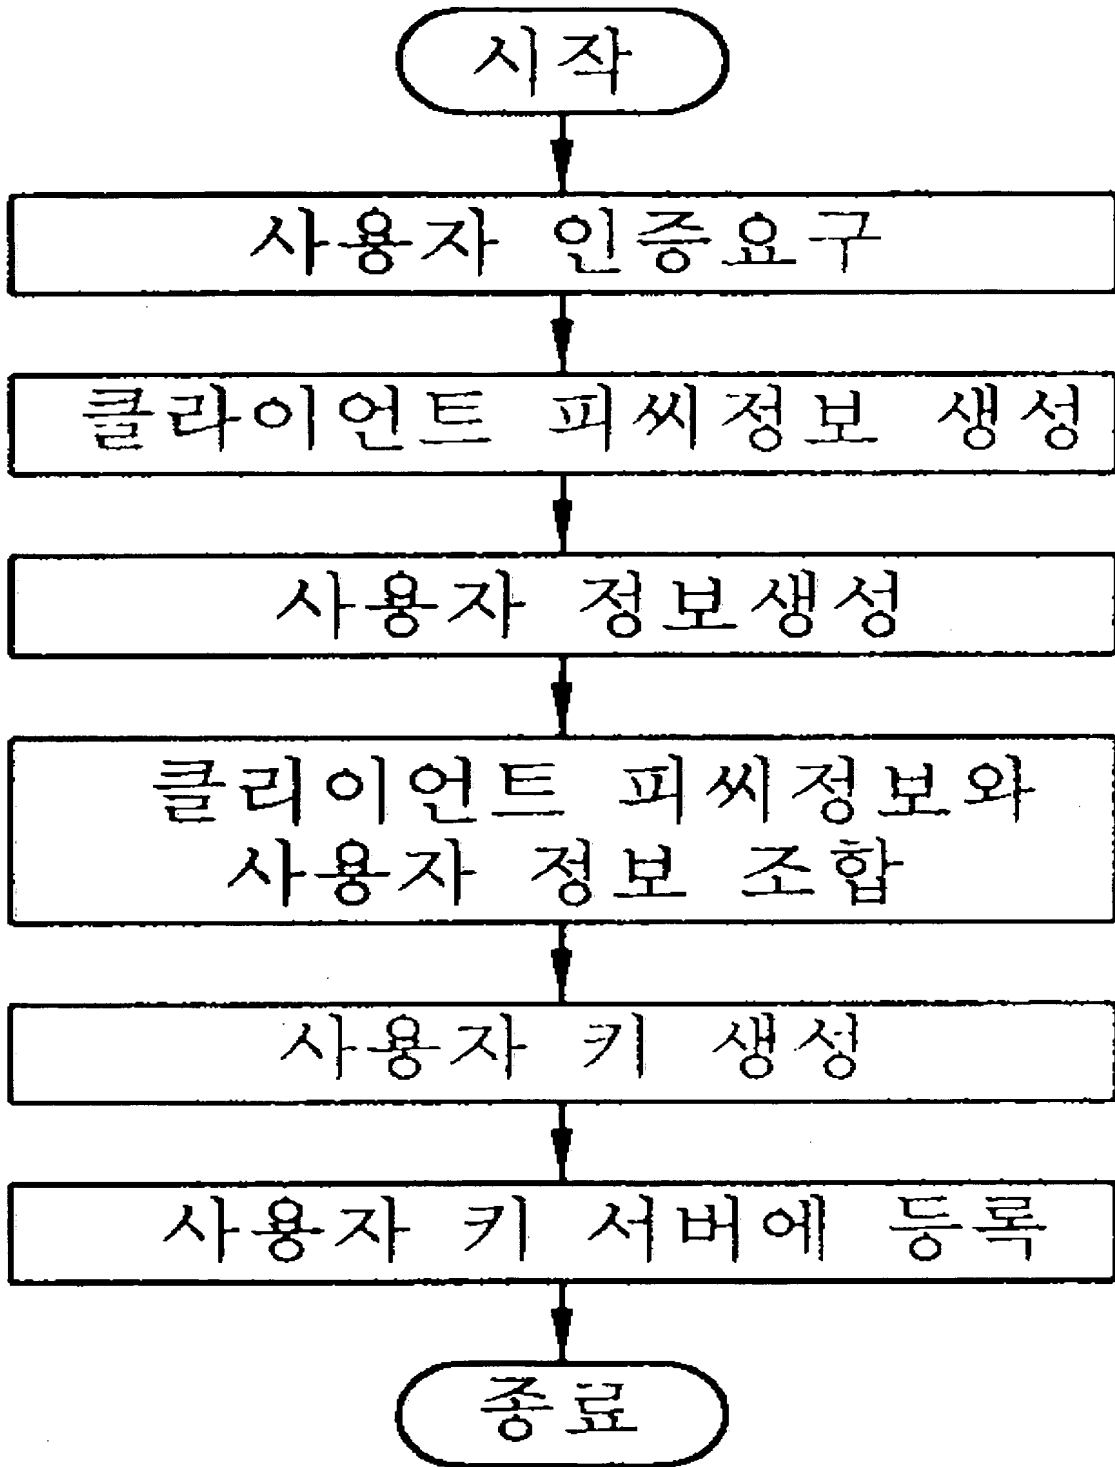 시작
사용자 인증요구
클라이언트 피씨정보 생성
사용자 정보생성
클리이언트 피씨정보와
사용자 정보 조합
사용자 키 생성
사용자 키 서버에 등록
종료